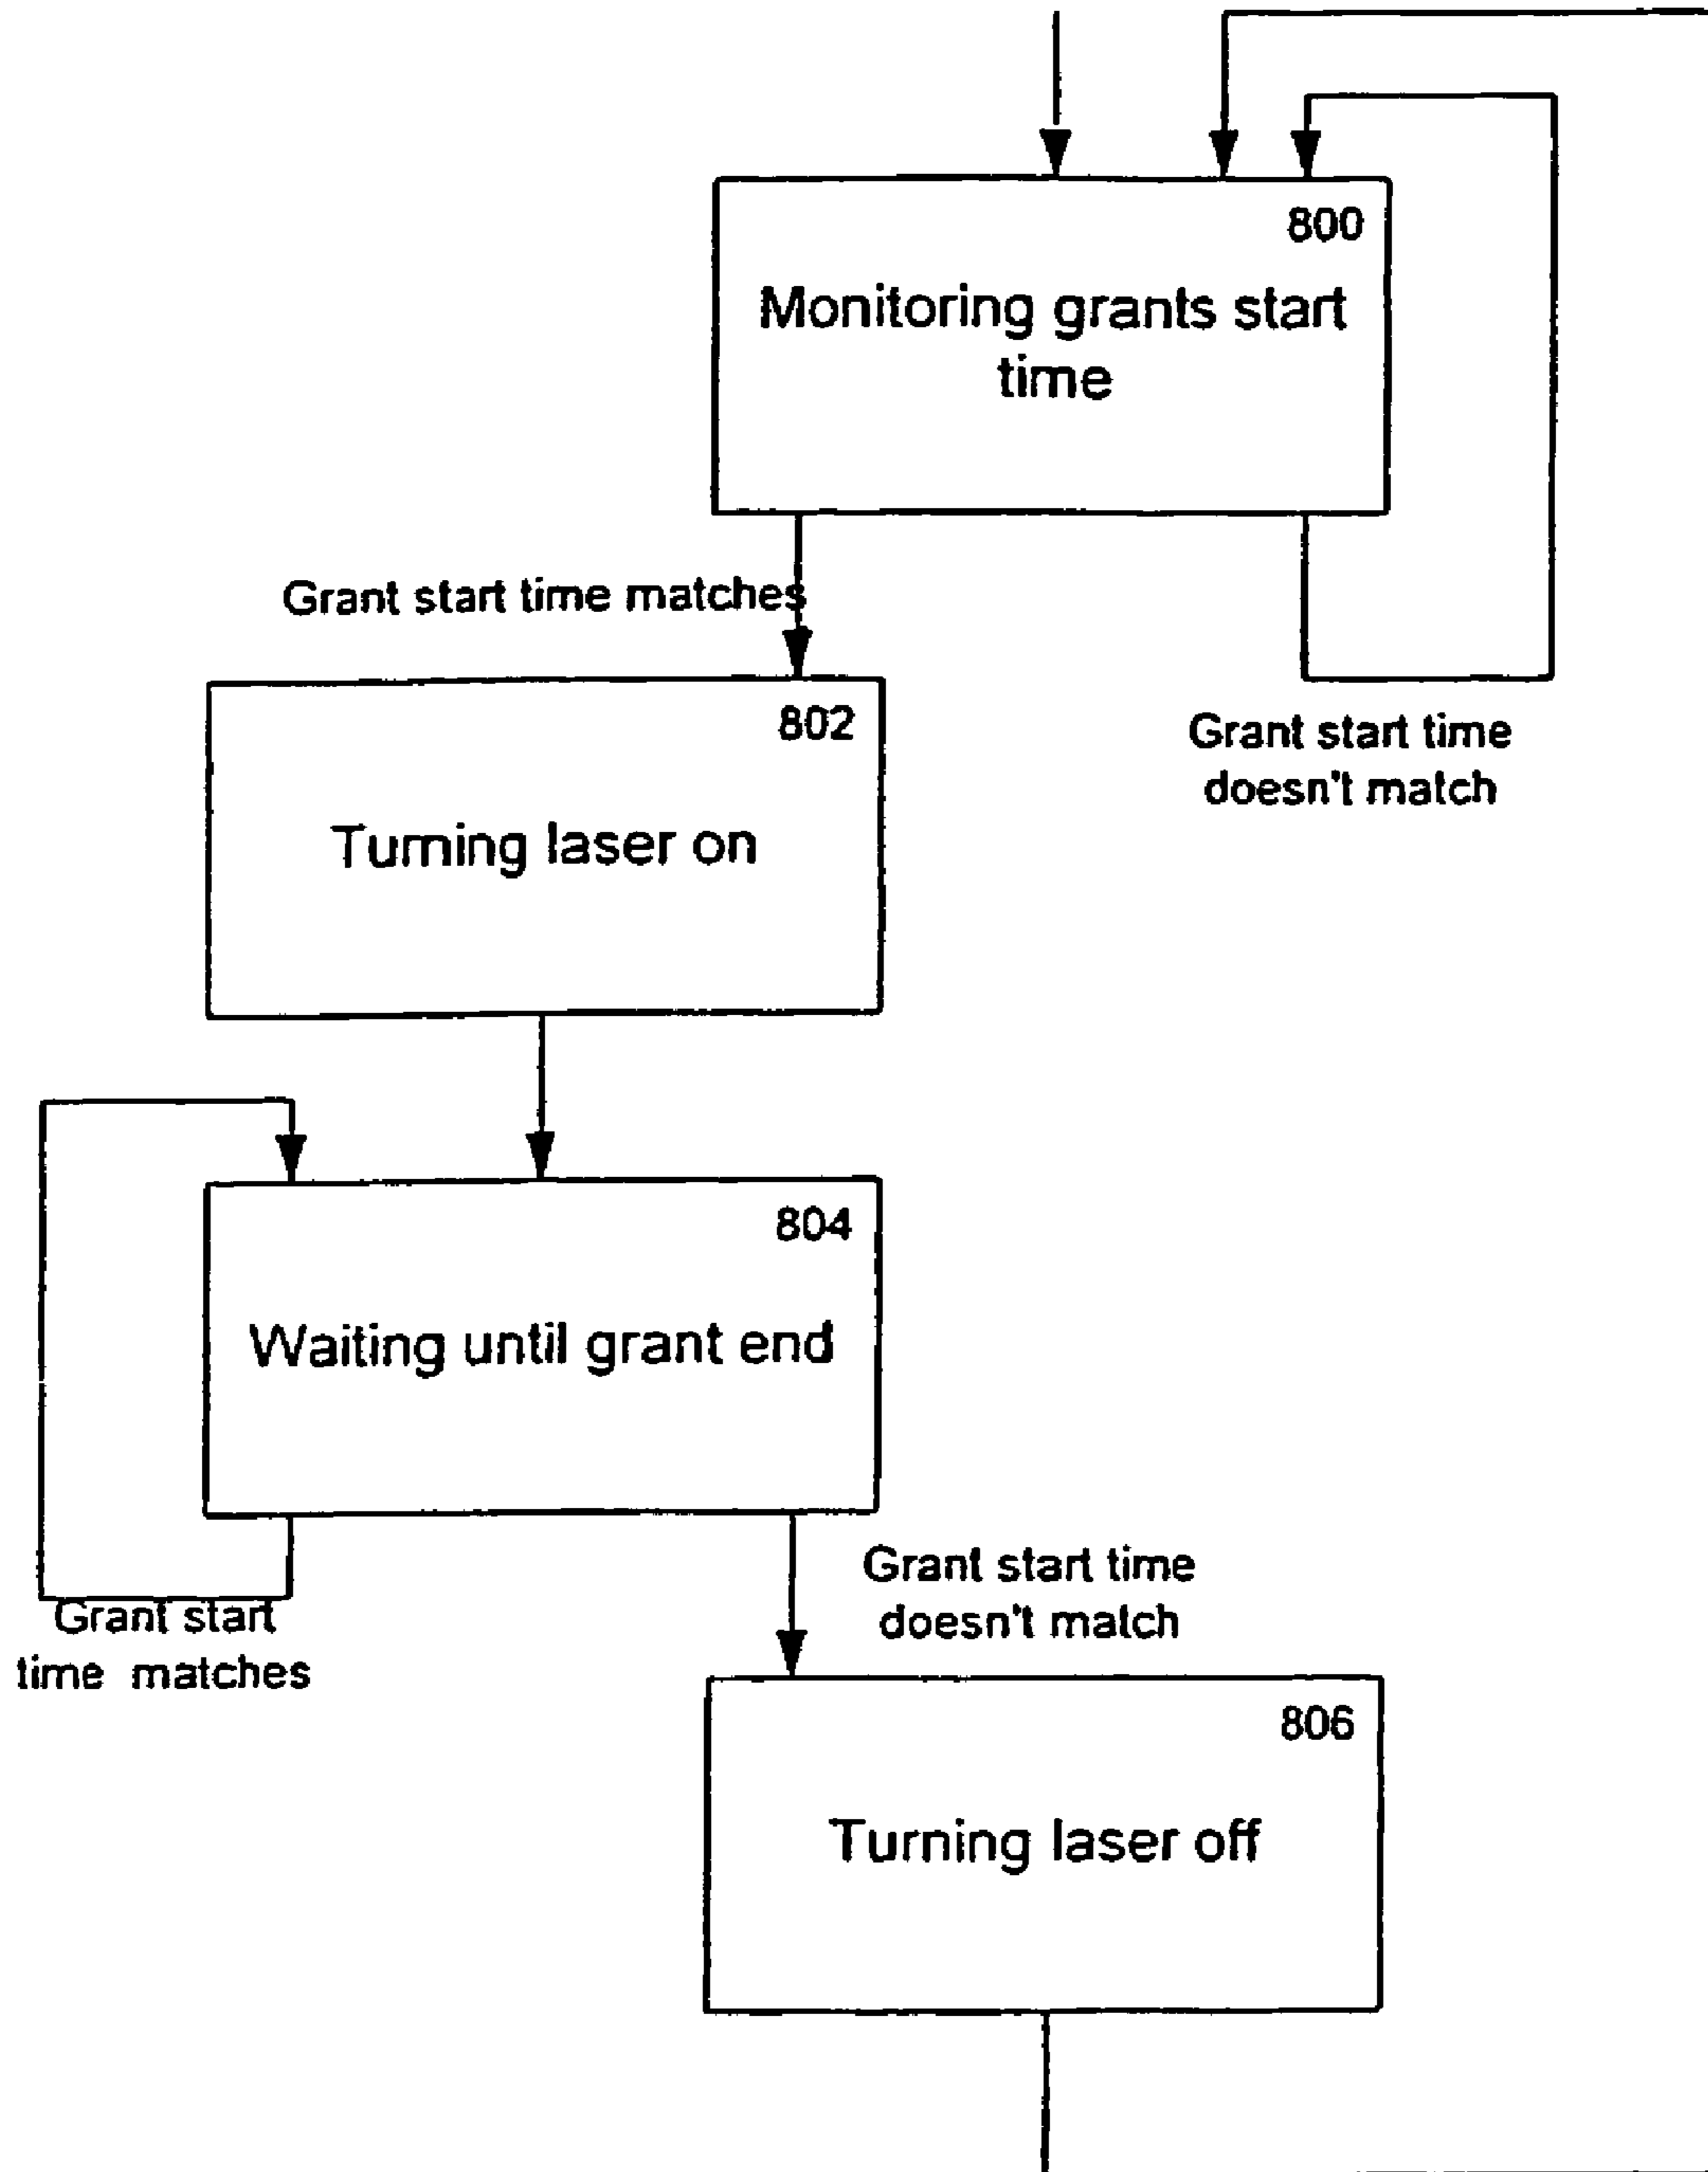 800
Monitoring grants start
time
Grant start time matches
802
Grant start time
doesn't match
Turning laser on
804
Waiting until grant end
Grant start time
doesn't match
Grant start
time matches
806
Turning laser off